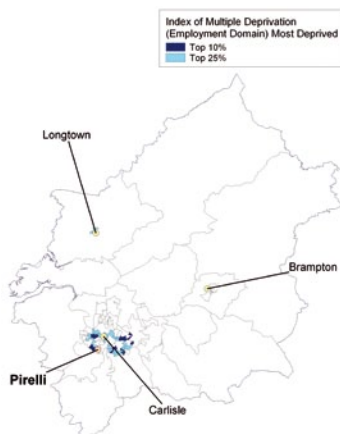 Index of Multiple Deprivation
(Employment Domain) Most Deprived
Top 10%
Top 25%
Longtown
Brampton
Pirelli
Carlisle